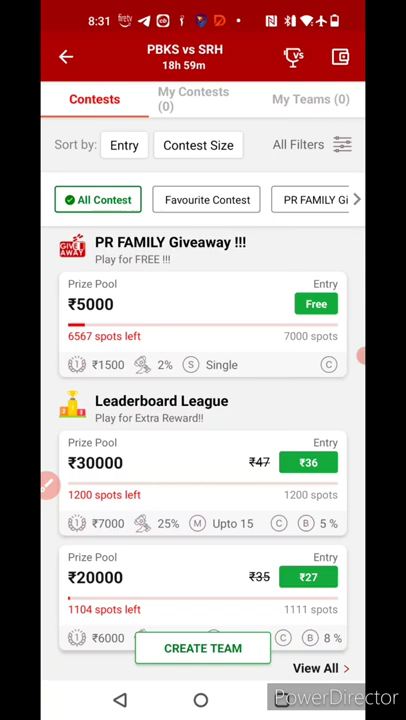 8:31
PBKS vs SRH
18h 59m
Contests
My Contests
(0)
My Teams (0)
Sort by: Entry Contest Size All Filters
All Contest Favourite Contest PR FAMILY Gi
GIVE AWAY
PR FAMILY Giveaway !!!
Play for FREE !!!
Prize Pool Entry
₹5000 Free
6567 spots left 7000 spots
₹1500 2% S Single C
Leaderboard League
Play for Extra Reward!!
Prize Pool Entry
₹30000 ₹47 ₹36
1200 spots left 1200 spots
₹7000 25% M Upto 15 C B 5 %
Prize Pool Entry
₹20000 ₹35 ₹27
1104 spots left 1111 spots
₹6000 C B 8 %
CREATE TEAM
View All
PowerDirector